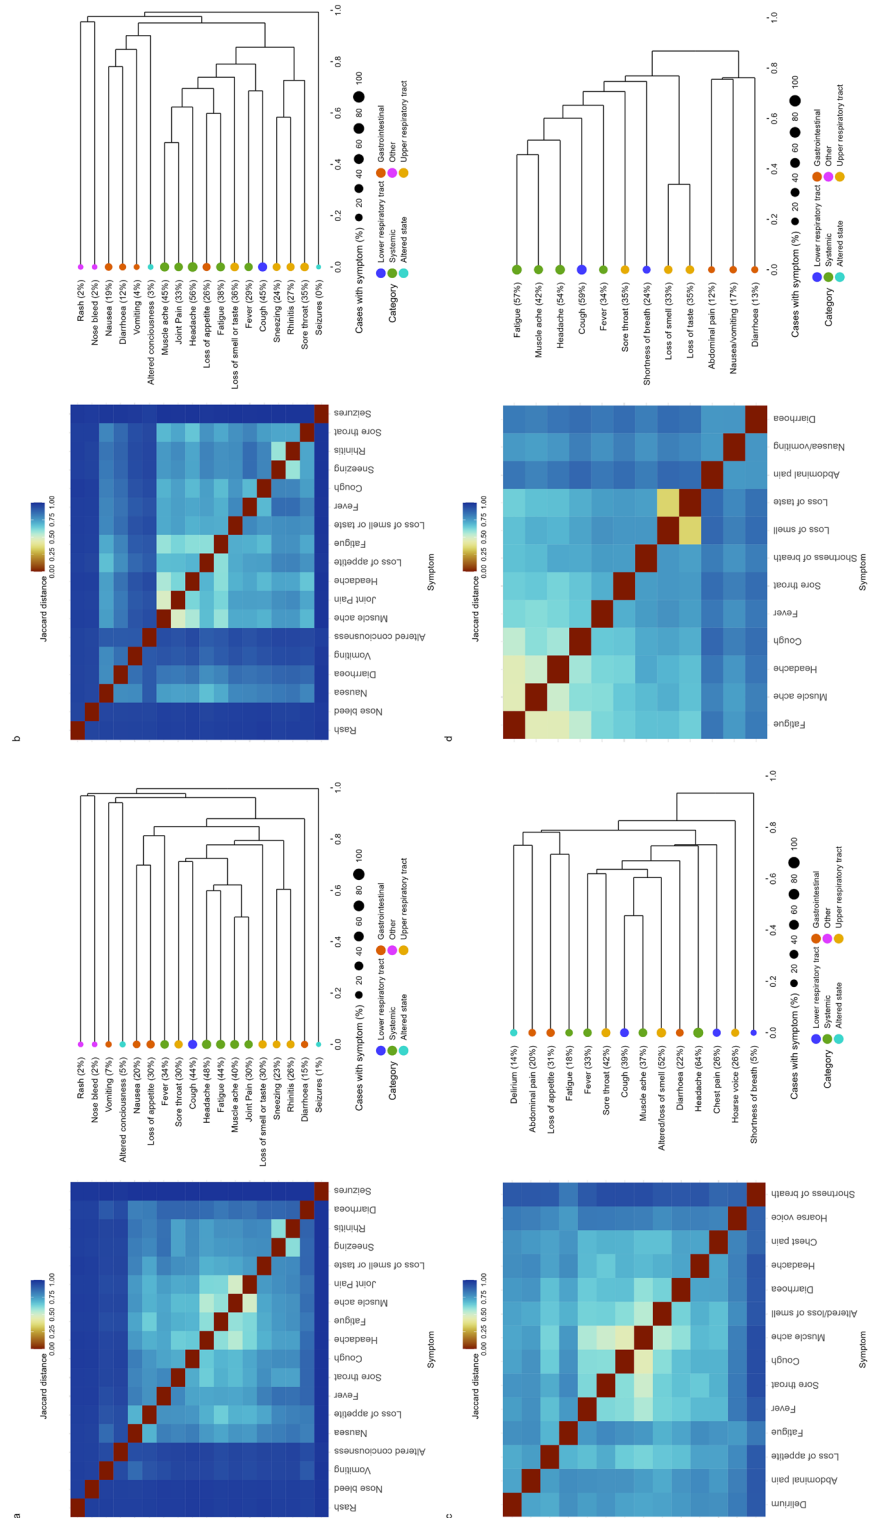 a
Jaccard distance
0.00 0.25 0.50 0.75 1.00
Rash
Nose bleed
Vomiting
Altered conciousness
Nausea
Loss of appetite
Fever
Sore throat
Cough
Headache
Fatigue
Muscle ache
Joint Pain
Loss of smell or taste
Sneezing
Rhinitis
Diarrhoea
Seizures
Symptom
Rash (2%)
Nose bleed (2%)
Vomiting (7%)
Altered conciousness (5%)
Nausea (20%)
Loss of appetite (30%)
Fever (34%)
Sore throat (30%)
Cough (44%)
Headache (48%)
Fatigue (44%)
Muscle ache (40%)
Joint Pain (30%)
Loss of smell or taste (30%)
Sneezing (23%)
Rhinitis (26%)
Diarrhoea (15%)
Seizures (1%)
0.0 0.2 0.4 0.6 0.8 1.0
Cases with symptom (%) 20 40 60 80 100
Category
Lower respiratory tract
Systemic
Altered state
Gastrointestinal
Other
Upper respiratory tract
b
Jaccard distance
0.00 0.25 0.50 0.75 1.00
Rash
Nose bleed
Nausea
Diarrhoea
Vomiting
Altered conciousness
Muscle ache
Joint Pain
Headache
Loss of appetite
Fatigue
Loss of smell or taste
Fever
Cough
Sneezing
Rhinitis
Sore throat
Seizures
Symptom
Rash (2%)
Nose bleed (2%)
Nausea (19%)
Diarrhoea (12%)
Vomiting (4%)
Altered conciousness (3%)
Muscle ache (45%)
Joint Pain (33%)
Headache (56%)
Loss of appetite (26%)
Fatigue (38%)
Loss of smell or taste (36%)
Fever (29%)
Cough (45%)
Sneezing (24%)
Rhinitis (27%)
Sore throat (35%)
Seizures (0%)
0.0 0.2 0.4 0.6 0.8 1.0
Cases with symptom (%) 20 40 60 80 100
Category
Lower respiratory tract
Systemic
Altered state
Gastrointestinal
Other
Upper respiratory tract
c
Jaccard distance
0.00 0.25 0.50 0.75 1.00
Delirium
Abdominal pain
Loss of appetite
Fatigue
Fever
Sore throat
Cough
Muscle ache
Altered/loss of smell
Diarrhoea
Headache
Chest pain
Hoarse voice
Shortness of breath
Symptom
Delirium (14%)
Abdominal pain (20%)
Loss of appetite (31%)
Fatigue (18%)
Fever (33%)
Sore throat (42%)
Cough (39%)
Muscle ache (37%)
Altered/loss of smell (52%)
Diarrhoea (22%)
Headache (64%)
Chest pain (26%)
Hoarse voice (26%)
Shortness of breath (5%)
0.0 0.2 0.4 0.6 0.8 1.0
Cases with symptom (%) 20 40 60 80 100
Category
Lower respiratory tract
Systemic
Altered state
Gastrointestinal
Other
Upper respiratory tract
d
Jaccard distance
0.00 0.25 0.50 0.75 1.00
Fatigue
Muscle ache
Headache
Cough
Fever
Sore throat
Shortness of breath
Loss of smell
Loss of taste
Abdominal pain
Nausea/vomiting
Diarrhoea
Symptom
Fatigue (57%)
Muscle ache (42%)
Headache (54%)
Cough (59%)
Fever (34%)
Sore throat (35%)
Shortness of breath (24%)
Loss of smell (33%)
Loss of taste (35%)
Abdominal pain (12%)
Nausea/vomiting (17%)
Diarrhoea (13%)
0.0 0.2 0.4 0.6 0.8 1.0
Cases with symptom (%) 20 40 60 80 100
Category
Lower respiratory tract
Systemic
Altered state
Gastrointestinal
Other
Upper respiratory tract